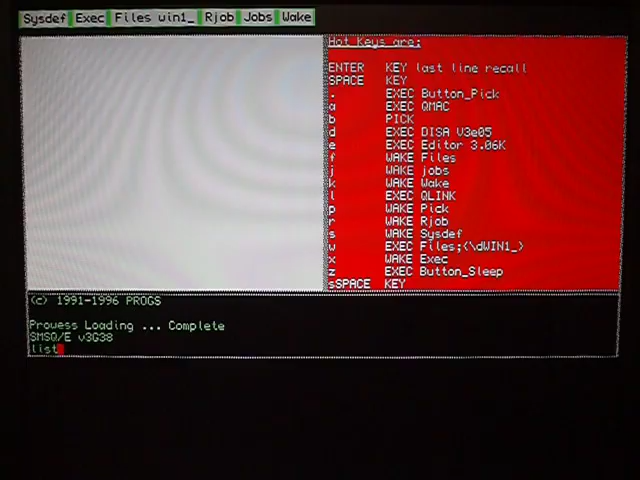 Sysdef Exec Files win1_ Rjob Jobs Wake
Hot Keys are:
ENTER KEY last line recall
SPACE KEY
. EXEC Button_Pick
a EXEC QMAC
b PICK
d EXEC DISA V3e05
e EXEC Editor 3.06K
f WAKE Files
j WAKE jobs
k WAKE Wake
l EXEC QLINK
p WAKE Pick
r WAKE Rjob
s WAKE Sysdef
w EXEC Files;{\dWIN1_}
x WAKE Exec
z EXEC Button_Sleep
sSPACE KEY
(c) 1991-1996 PROGS
Prowess Loading ... Complete
SMSQ/E v3G38
list